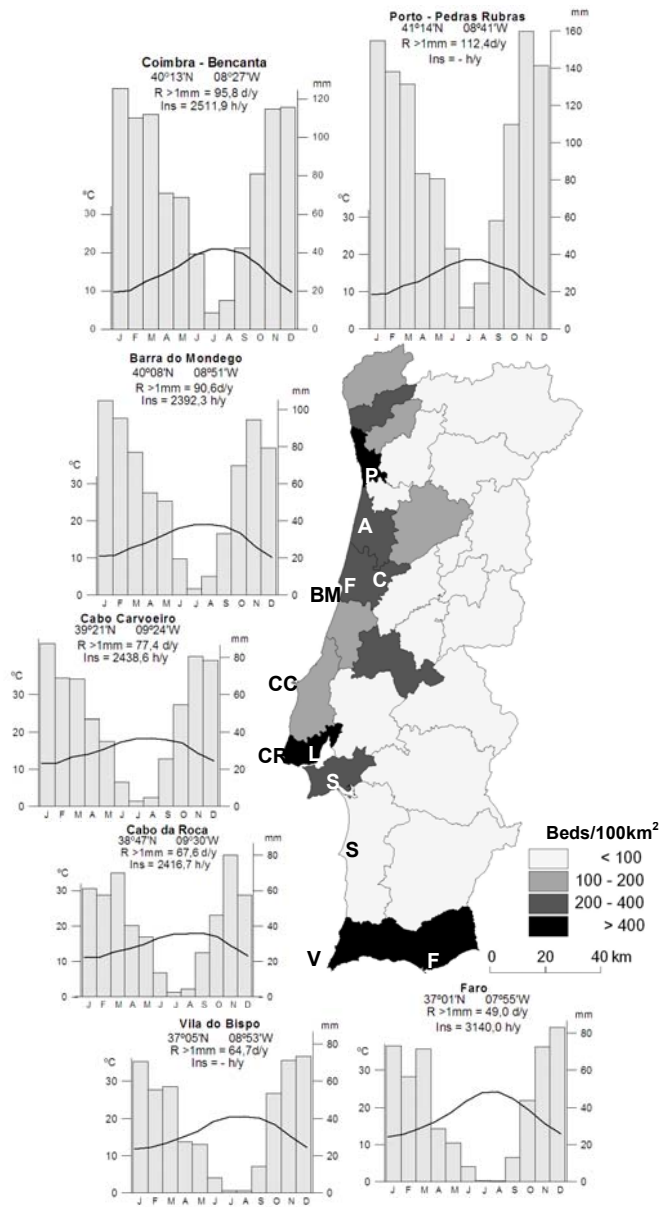 Coimbra - Bencanta
40º13'N 08º27'W
R >1mm = 95,8 d/y
Ins = 2511,9 h/y
ºC
mm
30
20
10
0
120
100
80
60
40
20
0
J F M A M J J A S O N D
Porto - Pedras Rubras
41º14'N 08º41'W
R >1mm = 112,4d/y
Ins = - h/y
ºC
mm
30
20
10
0
160
140
120
100
80
60
40
20
0
J F M A M J J A S O N D
Barra do Mondego
40º08'N 08º51'W
R >1mm = 90,6d/y
Ins = 2392,3 h/y
ºC
mm
30
20
10
0
100
80
60
40
20
0
J F M A M J J A S O N D
Cabo Carvoeiro
39º21'N 09º24'W
R >1mm = 77,4 d/y
Ins = 2438,6 h/y
ºC
mm
30
20
10
0
80
60
40
20
0
J F M A M J J A S O N D
Cabo da Roca
38º47'N 09º30'W
R >1mm = 67,6 d/y
Ins = 2416,7 h/y
ºC
mm
30
20
10
0
80
60
40
20
0
J F M A M J J A S O N D
Vila do Bispo
37º05'N 08º53'W
R >1mm = 64,7d/y
Ins = - h/y
ºC
mm
30
20
10
0
80
60
40
20
0
J F M A M J J A S O N D
Faro
37º01'N 07º55'W
R >1mm = 49,0 d/y
Ins = 3140,0 h/y
ºC
mm
30
20
10
0
80
60
40
20
0
J F M A M J J A S O N D
P
A
C
F
BM
CC
CR
L
S
S
V
F
Beds/100km²
< 100
100 - 200
200 - 400
> 400
0 20 40 km